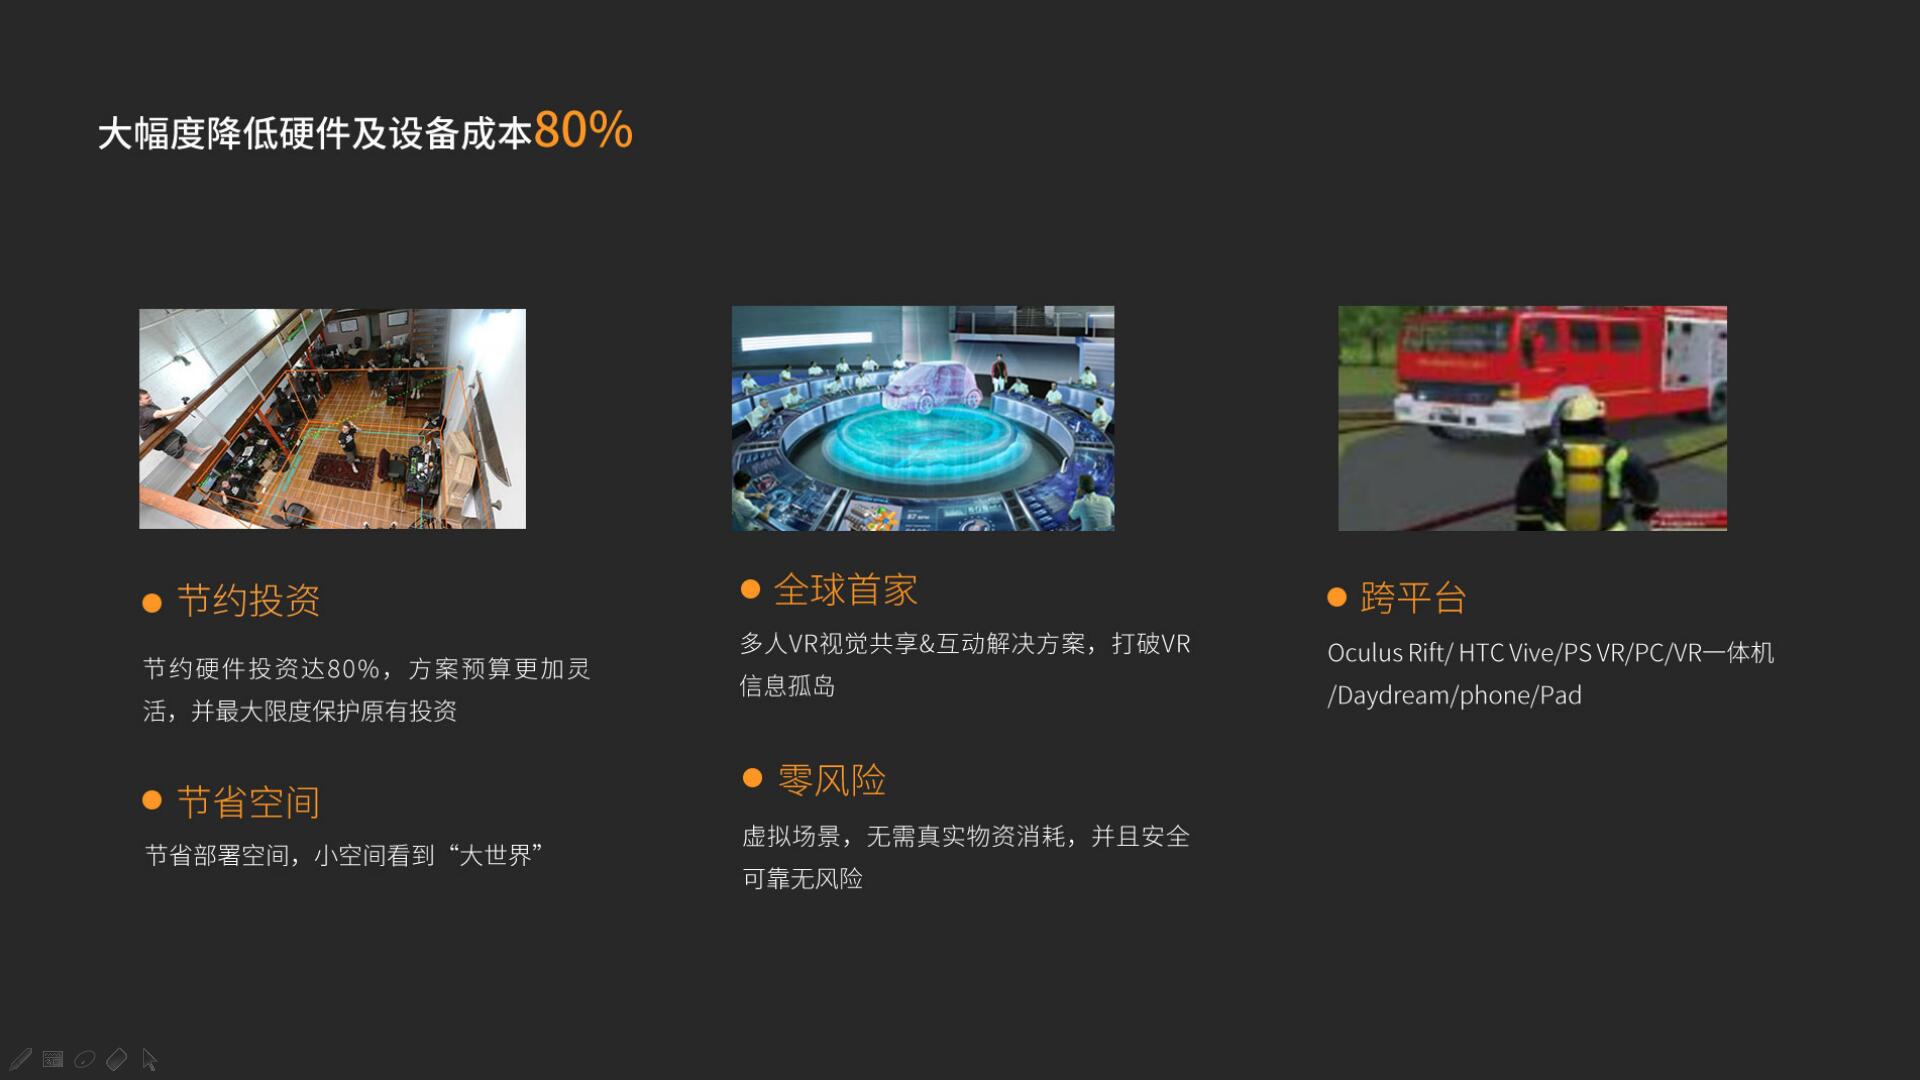 大幅度降低硬件及设备成本80%
节约投资
节约硬件投资达80%，方案预算更加灵
活，并最大限度保护原有投资
节省空间
节省部署空间，小空间看到“大世界”
全球首家
多人VR视觉共享&互动解决方案，打破VR
信息孤岛
零风险
虚拟场景，无需真实物资消耗，并且安全
可靠无风险
跨平台
Oculus Rift/ HTC Vive/PS VR/PC/VR一体机
/Daydream/phone/Pad